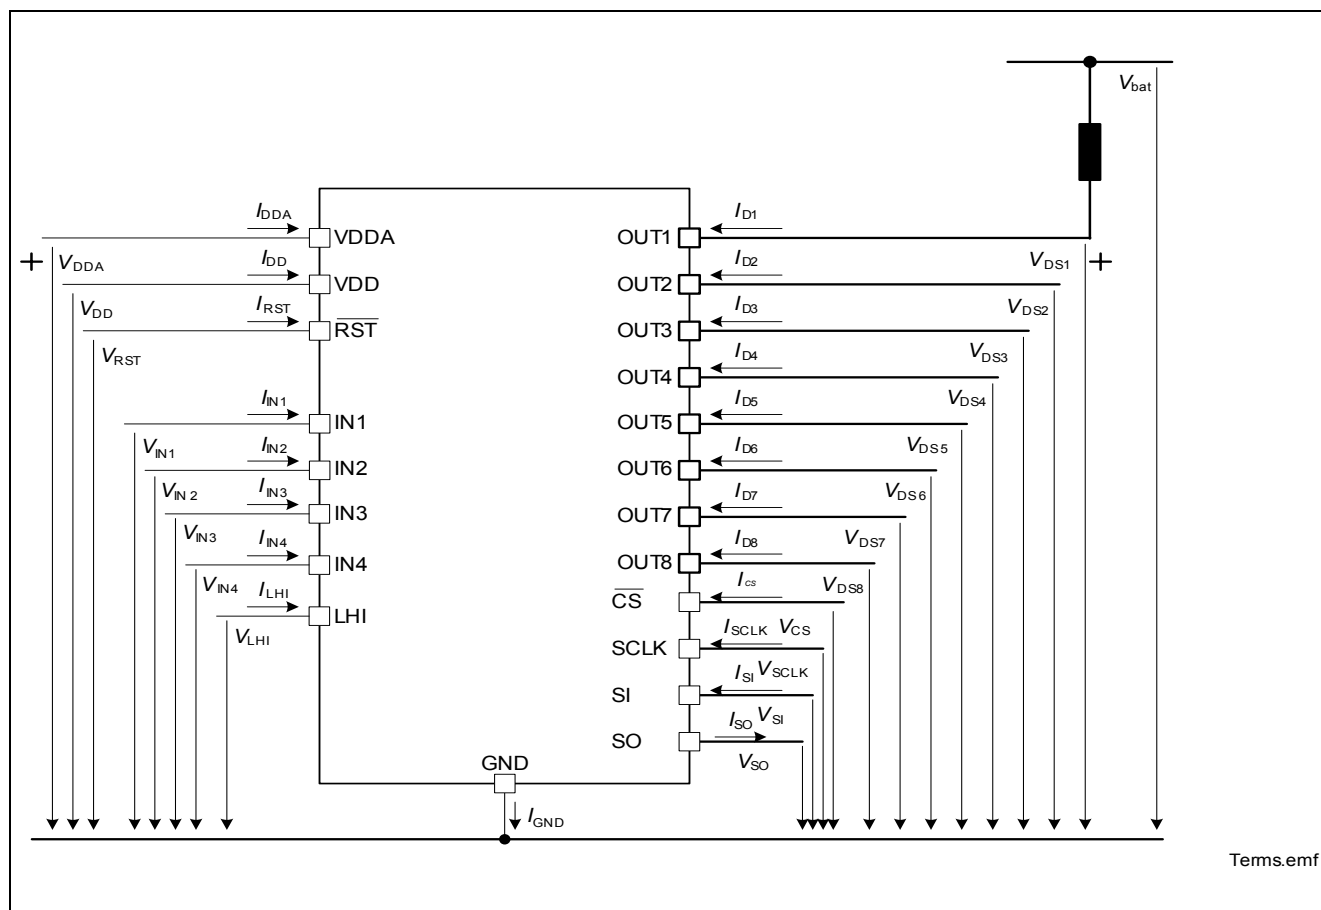 Vbat
IDDA
VDDA
OUT1
ID1
+
VDDA
IDD
VDD
OUT2
ID2
VDS1
+
VDD
IRST
RST
OUT3
ID3
VDS2
VRST
OUT4
ID4
VDS3
IIN1
IN1
OUT5
ID5
VDS4
VIN1
IIN2
IN2
OUT6
ID6
VDS5
VIN2
IIN3
IN3
OUT7
ID7
VDS6
VIN3
IIN4
IN4
OUT8
ID8
VDS7
VIN4
ILHI
LHI
CS
Ics
VDS8
VLHI
SCLK
ISCLK
VCS
SI
ISI
VSCLK
SO
ISO
VSI
VSO
GND
IGND
Terms.emf